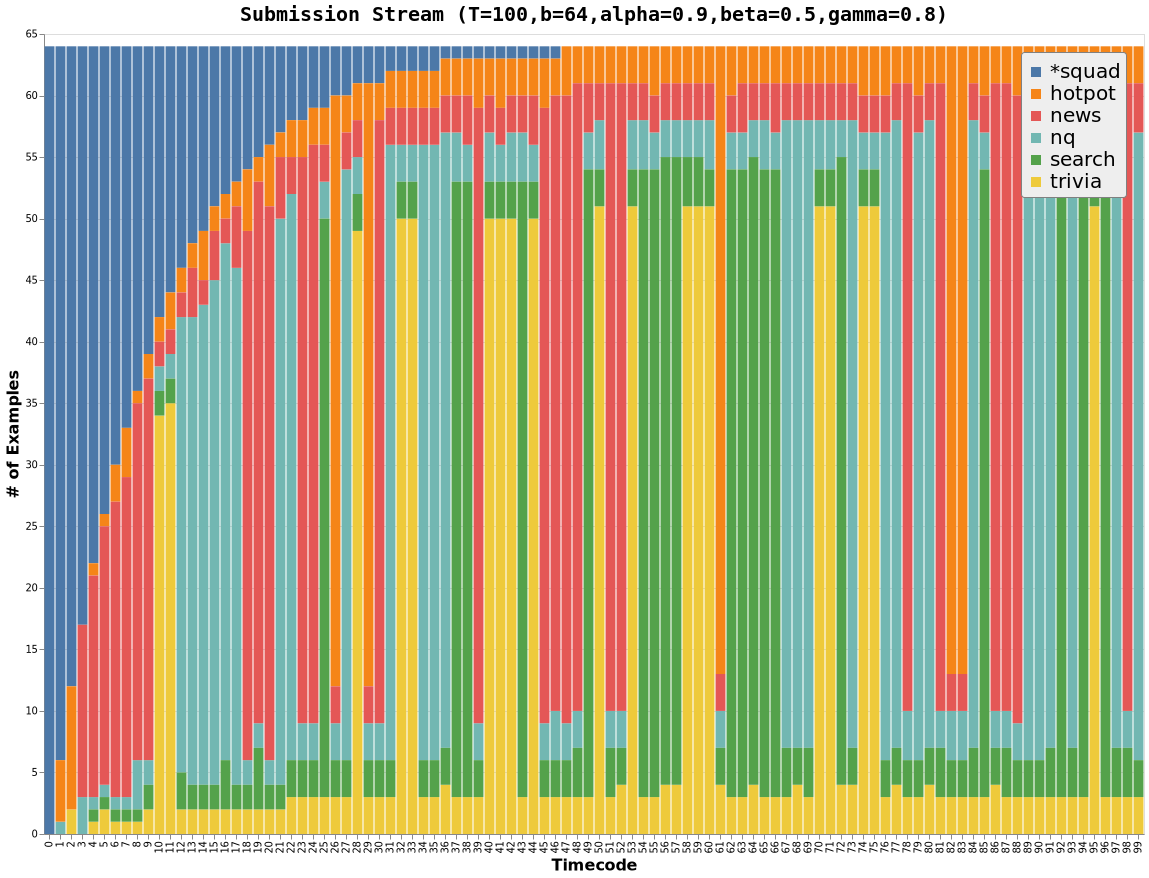 Submission Stream (T=100,b=64,alpha=0.9,beta=0.5,gamma=0.8)
# of Examples
65
60
55
50
45
40
35
30
25
20
15
10
5
0
*squad
hotpot
news
nq
search
trivia
0 1 2 3 4 5 6 7 8 9 10 11 12 13 14 15 16 17 18 19 20 21 22 23 24 25 26 27 28 29 30 31 32 33 34 35 36 37 38 39 40 41 42 43 44 45 46 47 48 49 50 51 52 53 54 55 56 57 58 59 60 61 62 63 64 65 66 67 68 69 70 71 72 73 74 75 76 77 78 79 80 81 82 83 84 85 86 87 88 89 90 91 92 93 94 95 96 97 98 99
Timecode